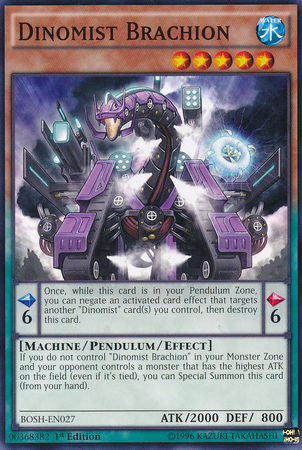 DINOMIST BRACHION
WATER
水
Once, while this card is in your Pendulum Zone,
you can negate an activated card effect that targets
another "Dinomist" card(s) you control, then destroy
this card.
6
6
[MACHINE/PENDULUM/EFFECT]
If you do not control "Dinomist Brachion" in your Monster Zone
and your opponent controls a monster that has the highest ATK
on the field (even if it's tied), you can Special Summon this card
(from your hand).
BOSH-EN027
ATK/2000 DEF/ 800
00368382
1st Edition
©1996 KAZUKI TAKAHASHI